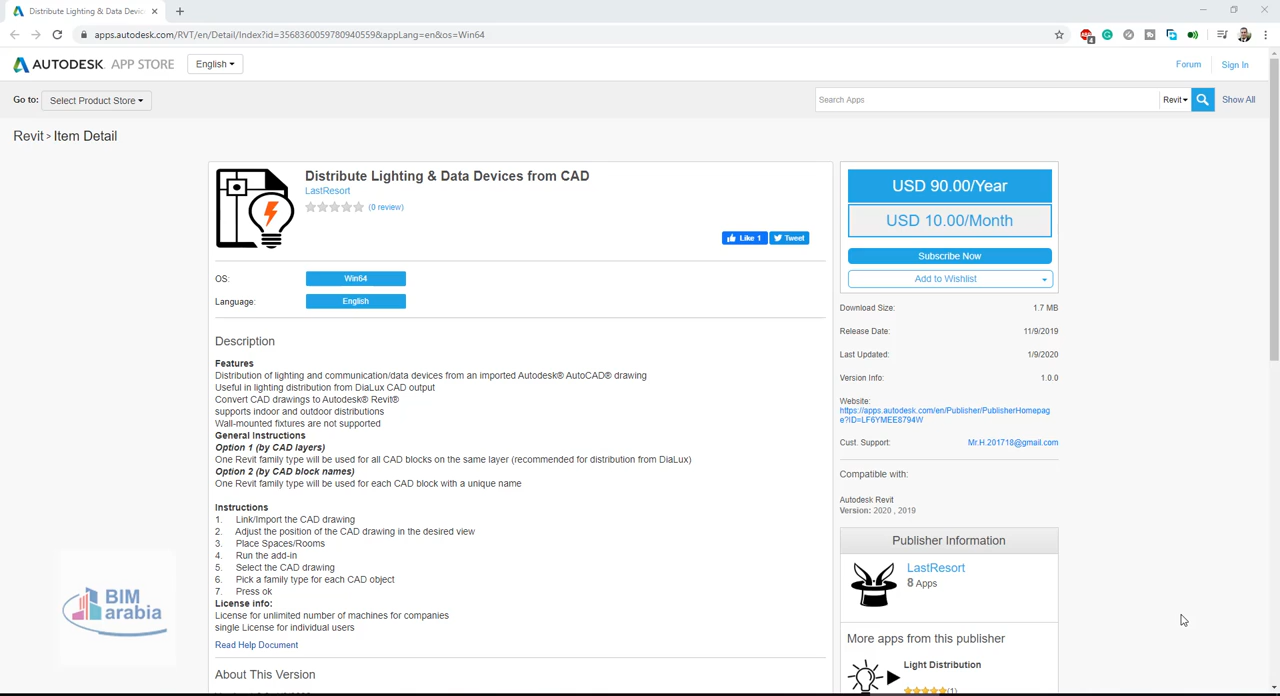 Distribute Lighting & Data Devic
apps.autodesk.com/RVT/en/Detail/Index?id=3568360059780940559&appLang=en&os=Win64
AUTODESK APP STORE
English
Forum
Sign In
Go to:
Select Product Store
Search Apps
Revit
Show All
Revit > Item Detail
Distribute Lighting & Data Devices from CAD
LastResort
(0 review)
Like 1
Tweet
OS:
Win64
Language:
English
Description
Features
Distribution of lighting and communication/data devices from an imported Autodesk® AutoCAD® drawing
Useful in lighting distribution from DiaLux CAD output
Convert CAD drawings to Autodesk® Revit®
supports indoor and outdoor distributions
Wall-mounted fixtures are not supported
General Instructions
Option 1 (by CAD layers)
One Revit family type will be used for all CAD blocks on the same layer (recommended for distribution from DiaLux)
Option 2 (by CAD block names)
One Revit family type will be used for each CAD block with a unique name
Instructions
1. Link/Import the CAD drawing
2. Adjust the position of the CAD drawing in the desired view
3. Place Spaces/Rooms
4. Run the add-in
5. Select the CAD drawing
6. Pick a family type for each CAD object
7. Press ok
License info:
License for unlimited number of machines for companies
single License for individual users
Read Help Document
About This Version
USD 90.00/Year
USD 10.00/Month
Subscribe Now
Add to Wishlist
Download Size: 1.7 MB
Release Date: 11/9/2019
Last Updated: 1/9/2020
Version Info: 1.0.0
Website:
https://apps.autodesk.com/en/Publisher/PublisherHomepag
e?ID=LF6YMEE8794W
Cust. Support: Mr.H.201718@gmail.com
Compatible with:
Autodesk Revit
Version: 2020 , 2019
Publisher Information
LastResort
8 Apps
More apps from this publisher
Light Distribution
(1)
BIM
arabia